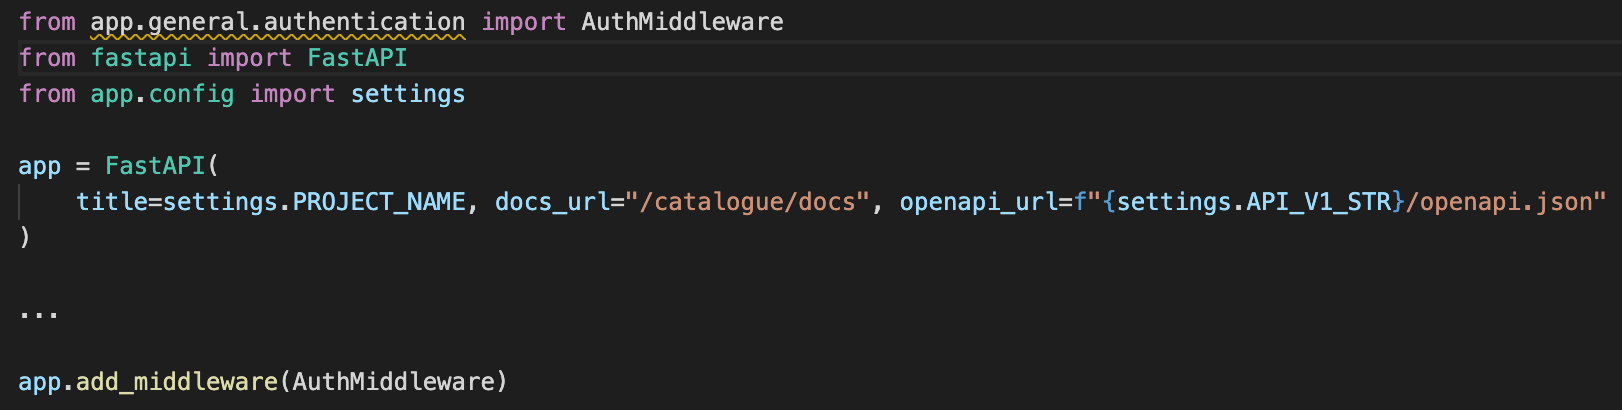 from app.general.authentication import AuthMiddleware
from fastapi import FastAPI
from app.config import settings
app = FastAPI(
    title=settings.PROJECT_NAME, docs_url="/catalogue/docs", openapi_url=f"{settings.API_V1_STR}/openapi.json"
)
...
app.add_middleware(AuthMiddleware)